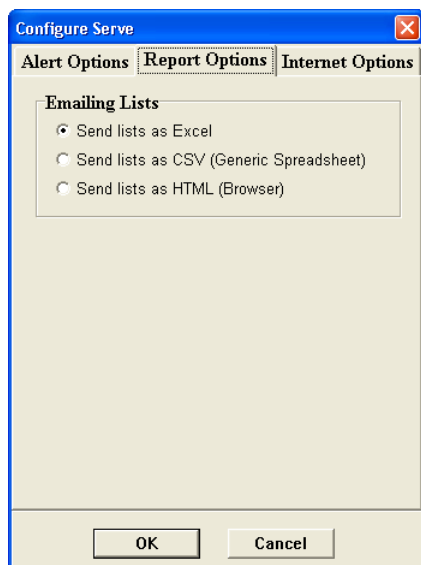 Configure Serve
Alert Options Report Options Internet Options
Emailing Lists
Send lists as Excel
Send lists as CSV (Generic Spreadsheet)
Send lists as HTML (Browser)
OK Cancel